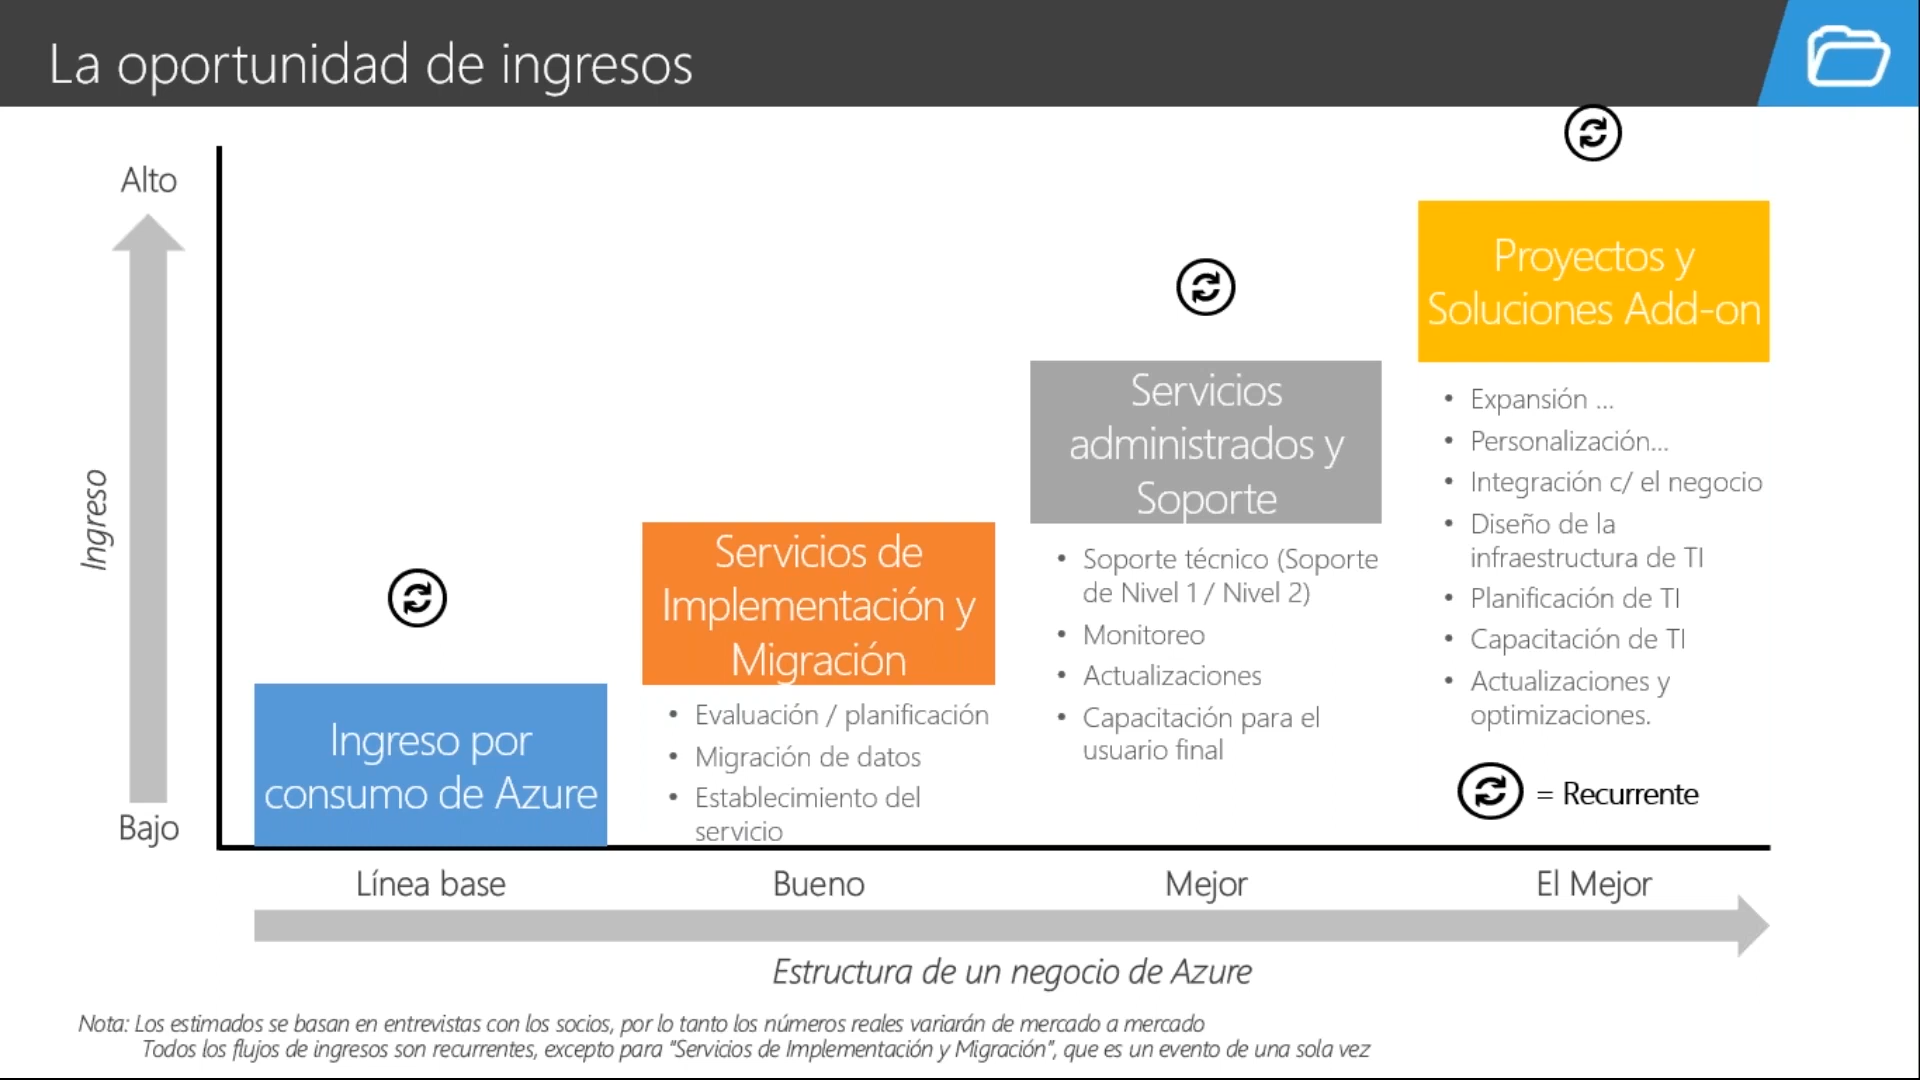 La oportunidad de ingresos
Alto
Ingreso
Bajo
Ingreso por
consumo de Azure
Servicios de
Implementación y
Migración
• Evaluación / planificación
• Migración de datos
• Establecimiento del
servicio
Servicios
administrados y
Soporte
• Soporte técnico (Soporte
de Nivel 1 / Nivel 2)
• Monitoreo
• Actualizaciones
• Capacitación para el
usuario final
Proyectos y
Soluciones Add-on
• Expansión ...
• Personalización...
• Integración c/ el negocio
• Diseño de la
infraestructura de TI
• Planificación de TI
• Capacitación de TI
• Actualizaciones y
optimizaciones.
= Recurrente
Línea base
Bueno
Mejor
El Mejor
Estructura de un negocio de Azure
Nota: Los estimados se basan en entrevistas con los socios, por lo tanto los números reales variarán de mercado a mercado
Todos los flujos de ingresos son recurrentes, excepto para "Servicios de Implementación y Migración", que es un evento de una sola vez